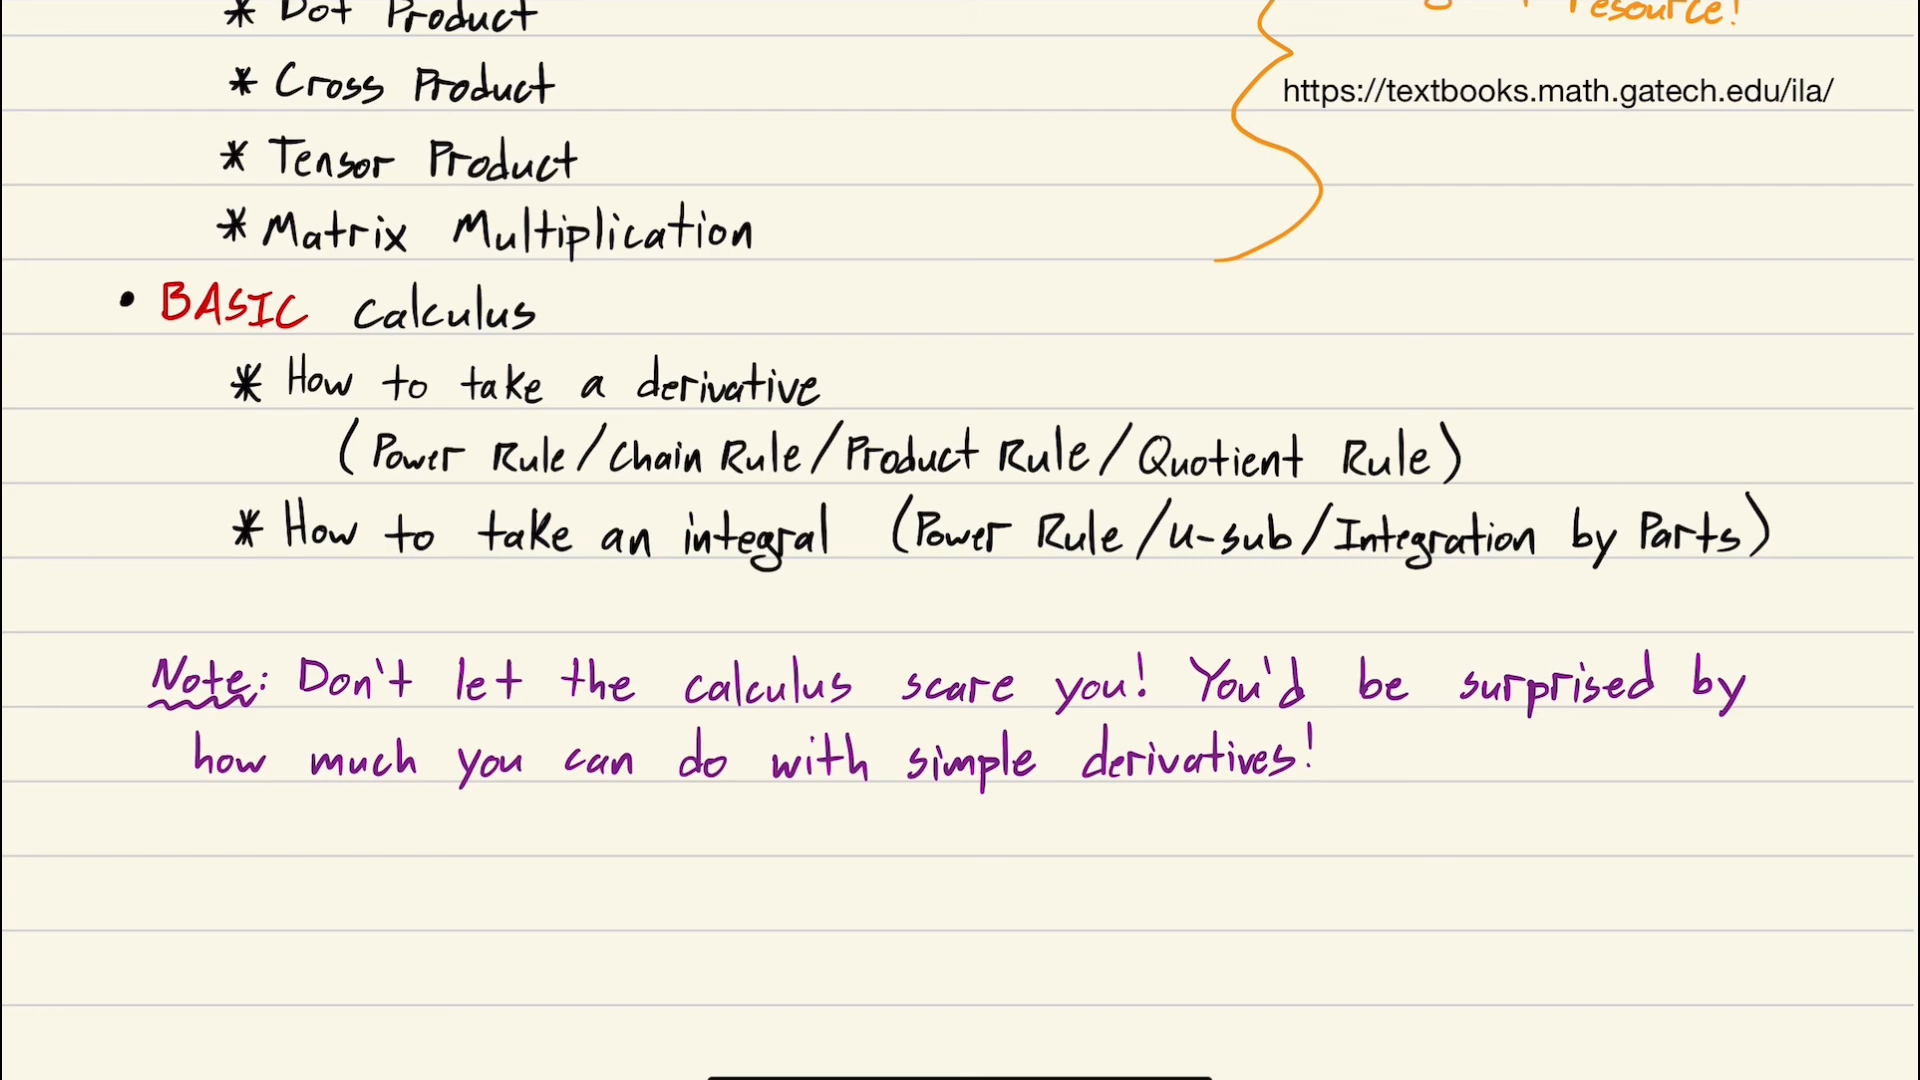 * Dot Product
resource!
* Cross Product
https://textbooks.math.gatech.edu/ila/
* Tensor Product
* Matrix Multiplication
• BASIC calculus
* How to take a derivative
(Power Rule/Chain Rule/Product Rule/Quotient Rule)
* How to take an integral (Power Rule/u-sub/Integration by Parts)
Note: Don't let the calculus scare you! You'd be surprised by
how much you can do with simple derivatives!